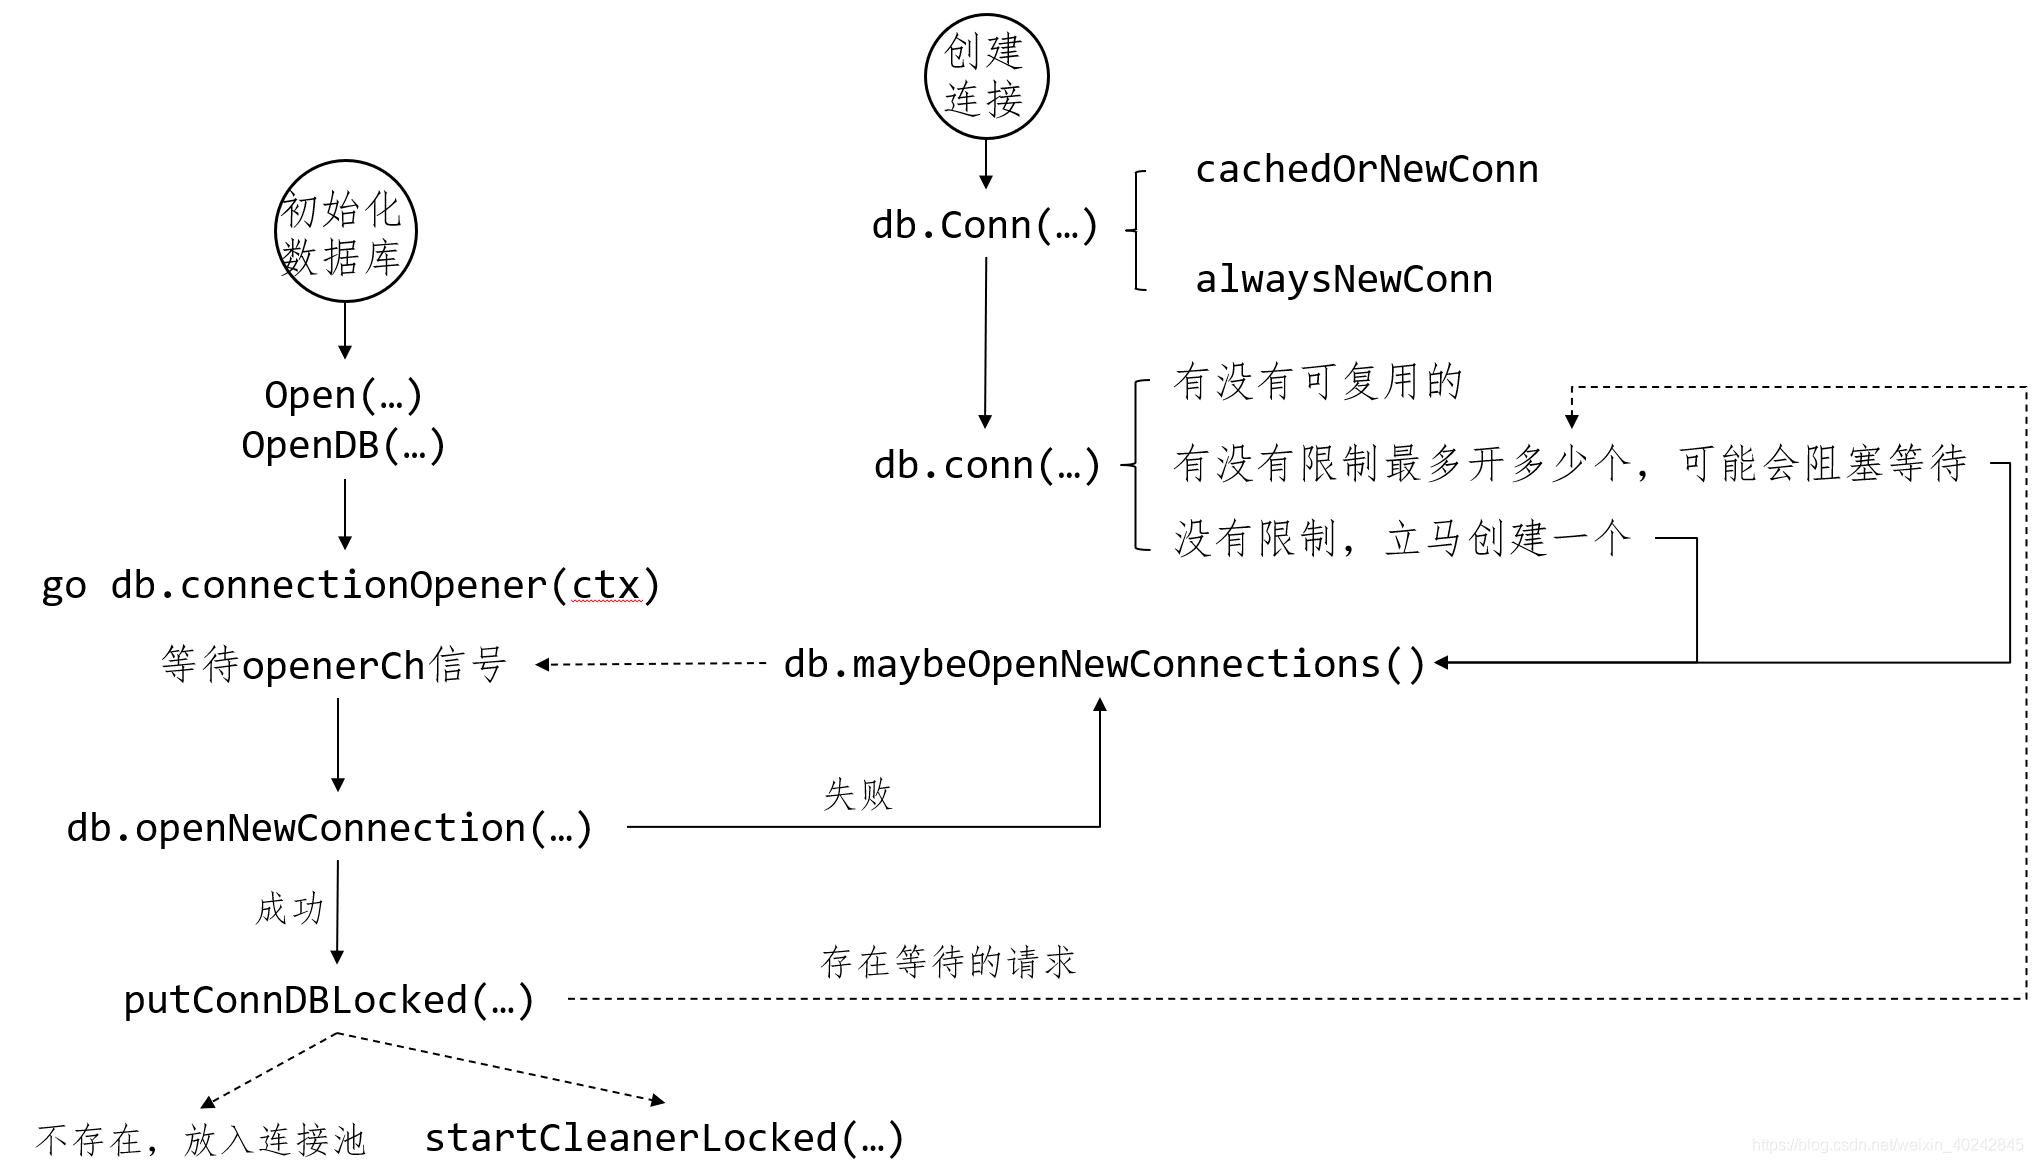 创建
连接
初始化
数据库
db.Conn(…)
cachedOrNewConn
alwaysNewConn
Open(…)
OpenDB(…)
db.conn(…)
有没有可复用的
有没有限制最多开多少个，可能会阻塞等待
没有限制，立马创建一个
go db.connectionOpener(ctx)
等待openerCh信号
db.maybeOpenNewConnections()
失败
db.openNewConnection(…)
成功
存在等待的请求
putConnDBLocked(…)
不存在，放入连接池
startCleanerLocked(…)
https://blog.csdn.net/weixin_40242845